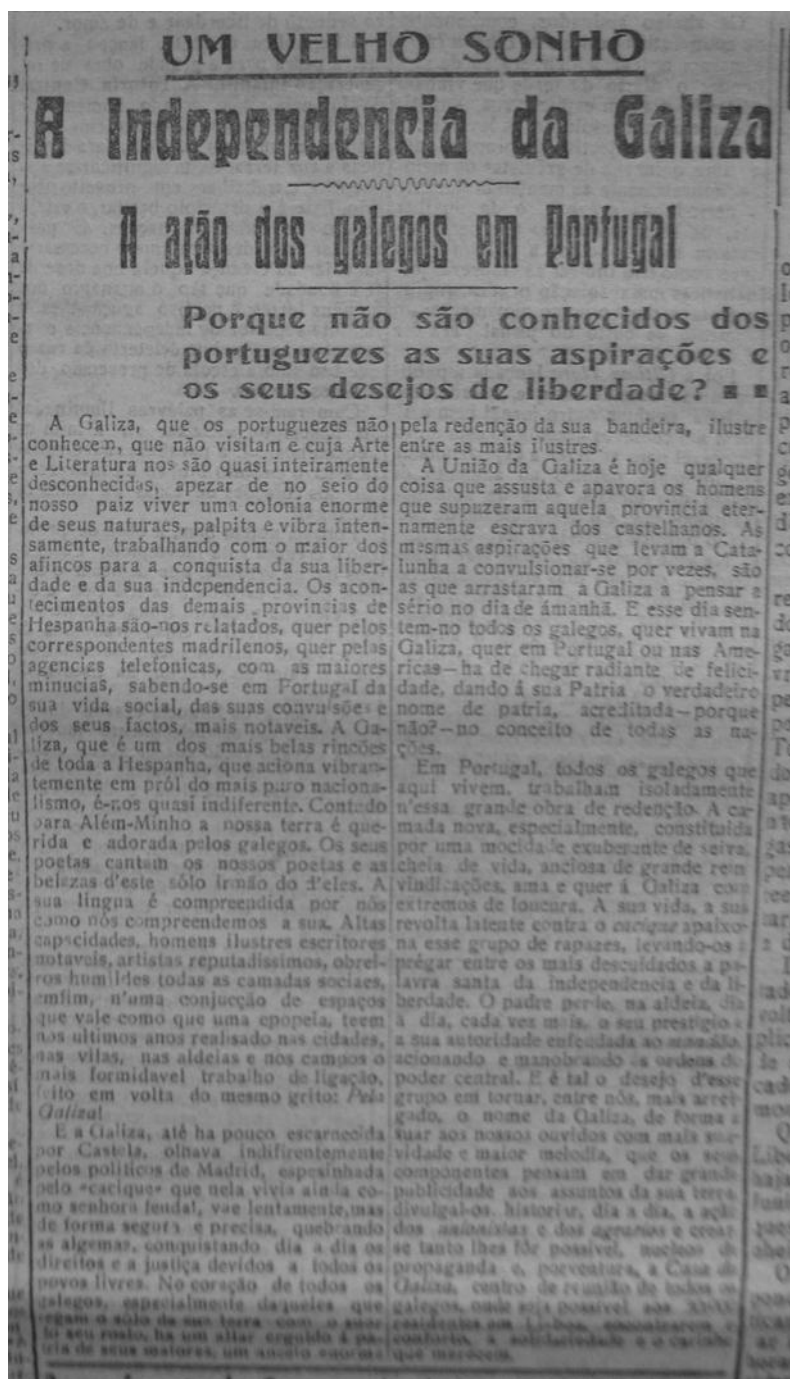 UM VELHO SONHO
A Independencia da Galiza
A ação dos galegos em Portugal
Porque não são conhecidos dos
portuguezes as suas aspirações e
os seus desejos de liberdade?
A Galiza, que os portuguezes não
conhecem, que não visitam e cuja Arte
e Literatura nos são quasi inteiramente
desconhecidas, apezar de no seio do
nosso paiz viver uma colonia enorme
de seus naturaes, palpita e vibra inten-
samente, trabalhando com o maior dos
afincos para a conquista da sua liber-
dade e da sua independencia. Os acon-
tecimentos das demais provincias de
Hespanha são-nos relatados, quer pelos
correspondentes madrilenos, quer pelas
agencias telefonicas, com as maiores
minucias, sabendo-se em Portugal da
sua vida social, das suas convulsões e
dos seus factos, mais notaveis. A Ga-
liza, que é um dos mais belas rincões
de toda a Hespanha, que aciona vibran-
temente em pról do mais puro naciona-
lismo, é-nos quasi indiferente. Contudo
para Além-Minho a nossa terra é que-
rida e adorada pelos galegos. Os seus
poetas cantam os nossos poetas e as
belezas d'este sólo irmão do d'eles. A
sua lingua é compreendida por nós
como nós compreendemos a sua. Altas
capacidades, homens ilustres escritores
notaveis, artistas reputadissimos, obrei-
ros humildes todas as camadas sociaes,
emfim, n'uma conjucção de espaços
que vale como que uma epopeia, teem
nos ultimos anos realisado nas cidades,
nas vilas, nas aldeias e nos campos o
mais formidavel trabalho de ligação,
feito em volta do mesmo grito: Pela
Galiza!
E a Galiza, até ha pouco escarnecida
por Castela, olhava indifirentemente
pelos politicos de Madrid, espesinhada
pelo «cacique» que nela vivia ainda co-
mo senhora feudal, vae lentamente, mas
de forma segura e precisa, quebrando
as algemas, conquistando dia a dia os
direitos e a justiça devidos a todos os
povos livres. No coração de todos os
galegos, especialmente daqueles que
regam o sólo da sua terra com o suor
do seu rosto, ha um altar erguido á pa-
tria de seus maiores, um anceio enorme
pela redenção da sua bandeira, ilustre
entre as mais ilustres.
A União da Galiza é hoje qualquer
coisa que assusta e apavora os homens
que supuzeram aquela provincia eter-
namente escrava dos castelhanos. As
mesmas aspirações que levam a Cata-
lunha a convulsionar-se por vezes, são
as que arrastaram a Galiza a pensar a
sério no dia de ámanhã. E esse dia sen-
tem-no todos os galegos, quer vivam na
Galiza, quer em Portugal ou nas Ame-
ricas—ha de chegar radiante de felici-
dade, dando á sua Patria o verdadeiro
nome de patria, acreditada—porque
não?—no conceito de todas as na-
ções.
Em Portugal, todos os galegos que
aqui vivem, trabalham isoladamente
n'essa grande obra de redenção. A ca-
mada nova, especialmente, constituida
por uma mocidade exuberante de seiva,
cheia de vida, anciosa de grande rein
vindicações, ama e quer á Galiza com
extremos de loucura. A sua vida, a sua
revolta latente contra o cacique apaixo-
na esse grupo de rapazes, levando-os a
prégar entre os mais descuidados a pa-
lavra santa da independencia e da li-
berdade. O padre perde, na aldeia, dia
a dia, cada vez mais, o seu prestigio e
a sua autoridade enfeudada ao
acionando e manobrando ás ordens do
poder central. E é tal o desejo d'esse
grupo em tornar, entre nós, mais arrei-
gado, o nome da Galiza, de forma a
suar aos nossos ouvidos com mais sua-
vidade e maior melodia, que os seus
componentes pensam em dar grande
publicidade aos assuntos da sua terra
divulgal-os, historiar, dia a dia, a ação
dos unionistas e dos agrarios e crear
se tanto lhes fôr possivel, nucleos de
propaganda e, porventura, a Casa da
Galiza, centro de reunião de todos os
galegos, onde seja possivel aos
residentes em Lisboa, encontrarem o
conforto, a solidariedade e o carinho
que merecem.